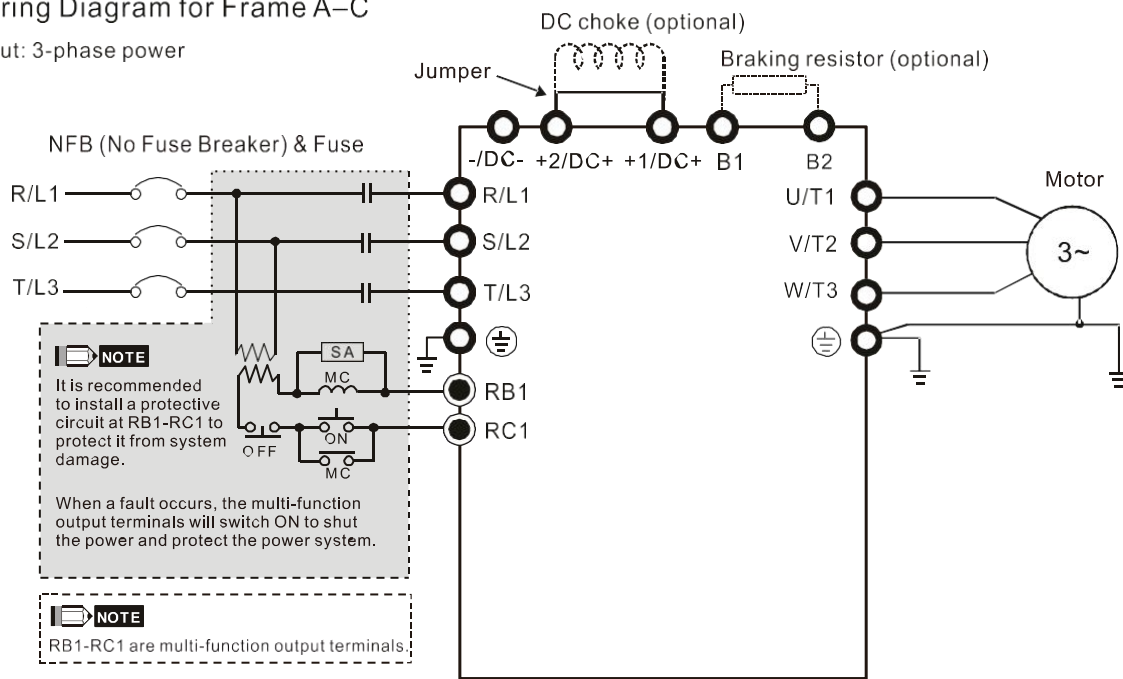 ring Diagram for Frame A–C
ut: 3-phase power
DC choke (optional)
Jumper
Braking resistor (optional)
NFB (No Fuse Breaker) & Fuse
-/DC- +2/DC+ +1/DC+ B1 B2
R/L1
R/L1
U/T1
Motor
S/L2
S/L2
V/T2
3~
T/L3
T/L3
W/T3
NOTE
It is recommended
to install a protective
circuit at RB1-RC1 to
protect it from system
damage.
SA
MC
RB1
OFF
ON
RC1
MC
When a fault occurs, the multi-function
output terminals will switch ON to shut
the power and protect the power system.
NOTE
RB1-RC1 are multi-function output terminals.